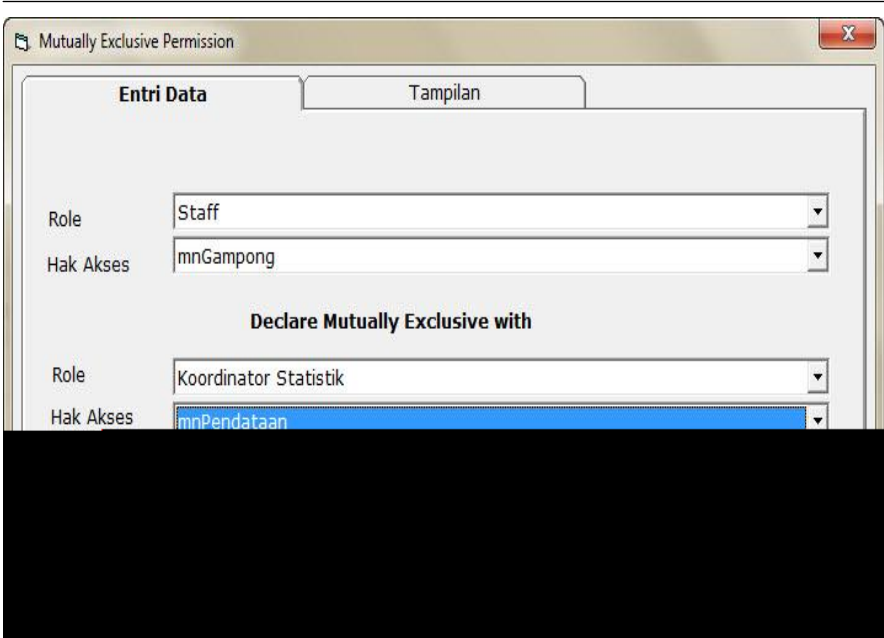 Mutually Exclusive Permission
X
Entri Data Tampilan
Role Staff
Hak Akses mnGampong
Declare Mutually Exclusive with
Role Koordinator Statistik
Hak Akses mnPendataan